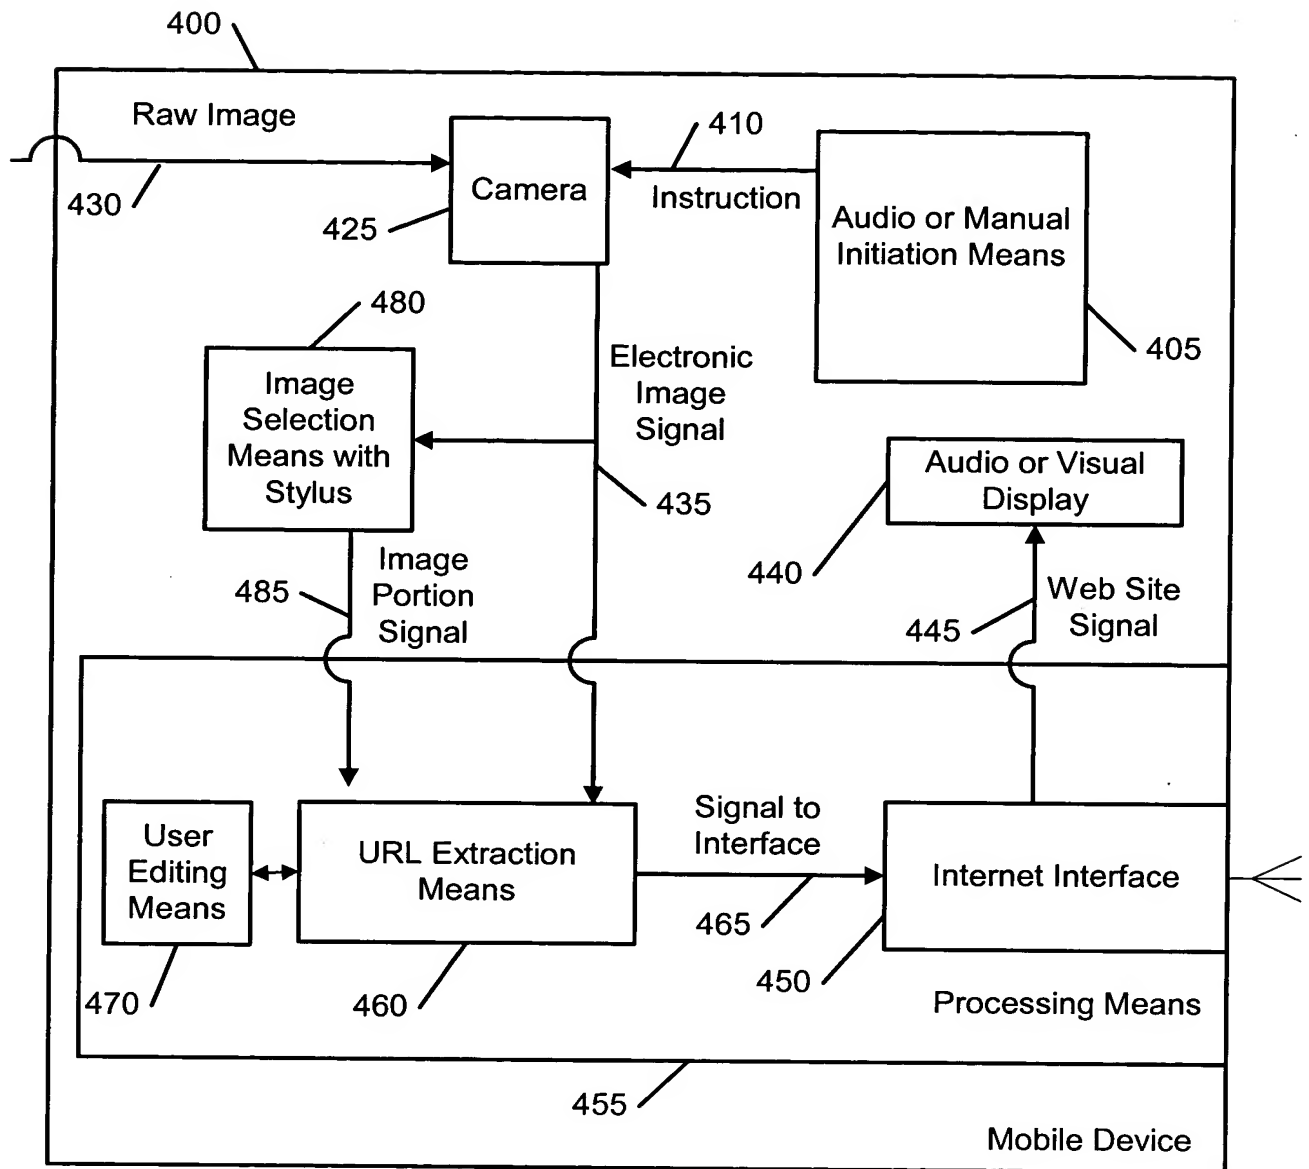 400
Raw Image
430
Camera
425
410
Instruction
Audio or Manual
Initiation Means
405
480
Image
Selection
Means with
Stylus
Electronic
Image
Signal
435
Audio or Visual
Display
440
485
Image
Portion
Signal
445
Web Site
Signal
User
Editing
Means
470
URL Extraction
Means
460
Signal to
Interface
465
Internet Interface
450
Processing Means
455
Mobile Device